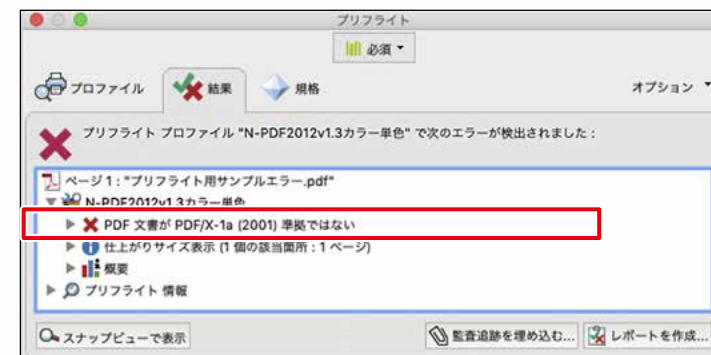 プリフライト
必須
プロファイル
結果
規格
オプション
プリフライト プロファイル "N-PDF2012v1.3カラー単色" で次のエラーが検出されました :
ページ 1 : "プリフライト用サンプルエラー.pdf"
N-PDF2012v1.3カラー単色
PDF 文書が PDF/X-1a (2001) 準拠ではない
仕上がりサイズ表示 (1 個の該当箇所 : 1 ページ)
概要
プリフライト 情報
スナップビューで表示
監査追跡を埋め込む...
レポートを作成...